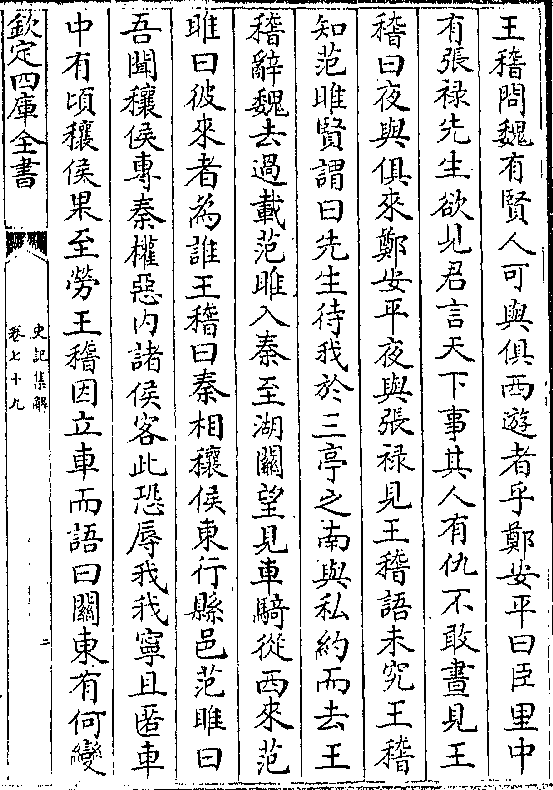 王稽問魏有賢人可與俱西遊者乎鄭安平曰臣里中
有張禄先生欲見君言天下事其人有仇不敢晝見王
稽曰夜與俱來鄭安平夜與張禄見王稽語未究王稽
知范雎賢謂曰先生待我於三亭之南與私約而去王
稽辭魏去過載范雎入秦至湖關望見車騎從西來范
雎曰彼來者為誰王稽曰秦相穰侯東行縣邑范雎曰
吾聞穰侯專秦權惡内諸侯客此恐辱我我寧且匿車
中有頃穰侯果至勞王稽因立車而語曰關東有何變
欽定四庫全書
史記集解
卷七十九
二